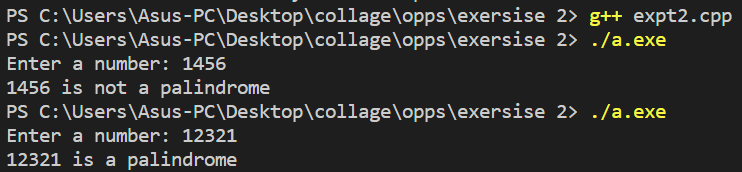 PS C:\Users\Asus-PC\Desktop\collage\opps\exersise 2> g++ expt2.cpp
PS C:\Users\Asus-PC\Desktop\collage\opps\exersise 2> ./a.exe
Enter a number: 1456
1456 is not a palindrome
PS C:\Users\Asus-PC\Desktop\collage\opps\exersise 2> ./a.exe
Enter a number: 12321
12321 is a palindrome